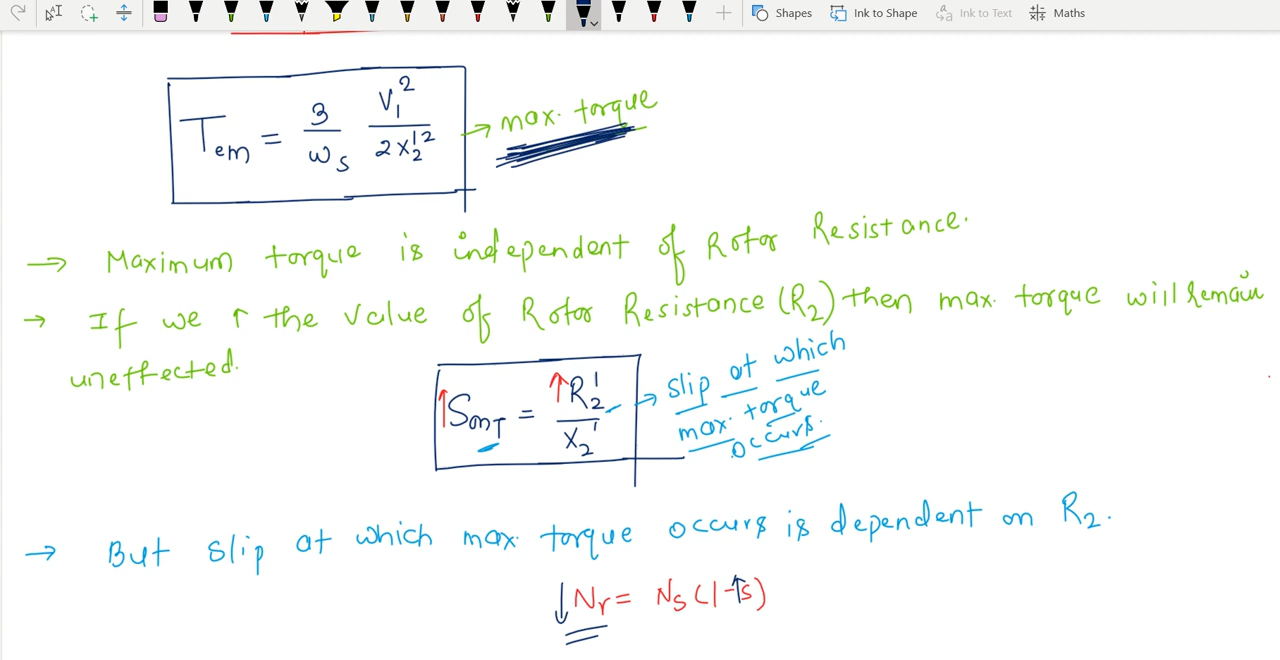 Shapes Ink to Shape Ink to Text Maths
Tem = 3/ωs V₁²/2X₂'² → max. torque
→ Maximum torque is independent of Rotor Resistance.
→ If we ↑ the value of Rotor Resistance (R₂) then max. torque will remain
uneffected.
↑SmT = ↑R₂'/X₂' → slip at which
max. torque
occurs.
→ But slip at which max. torque occurs is dependent on R₂.
↓Nr = Ns (1-↑s)